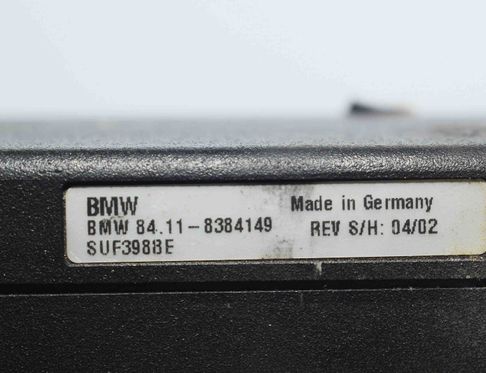 BMW
BMW 84.11-8384149
SUF3988E
Made in Germany
REV S/H: 04/02